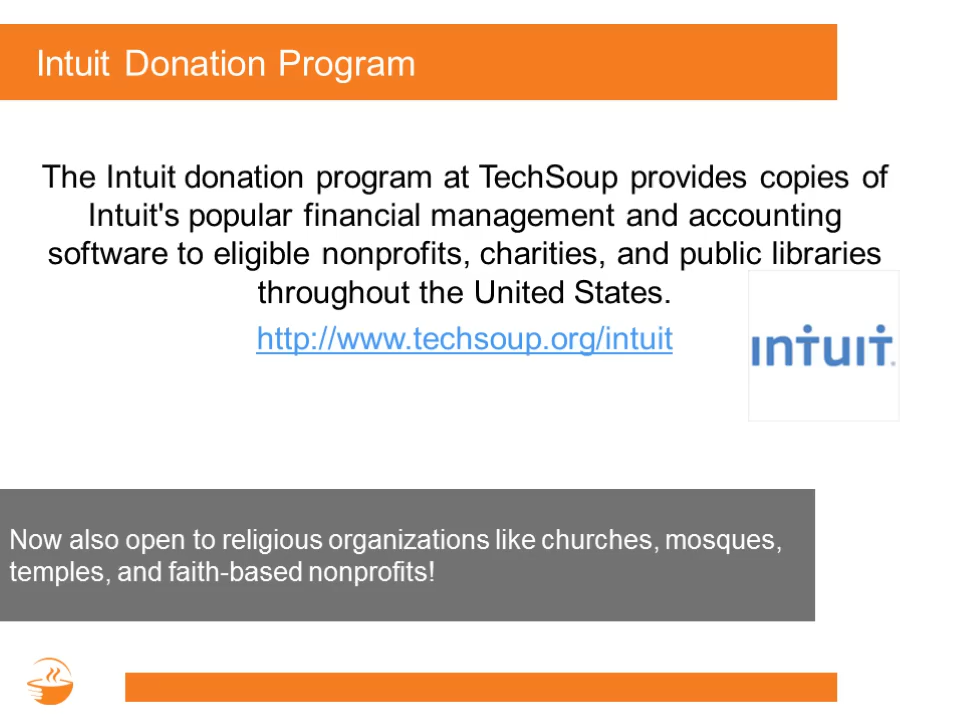 Intuit Donation Program
The Intuit donation program at TechSoup provides copies of
Intuit's popular financial management and accounting
software to eligible nonprofits, charities, and public libraries
throughout the United States.
http://www.techsoup.org/intuit
intuit.
Now also open to religious organizations like churches, mosques,
temples, and faith-based nonprofits!